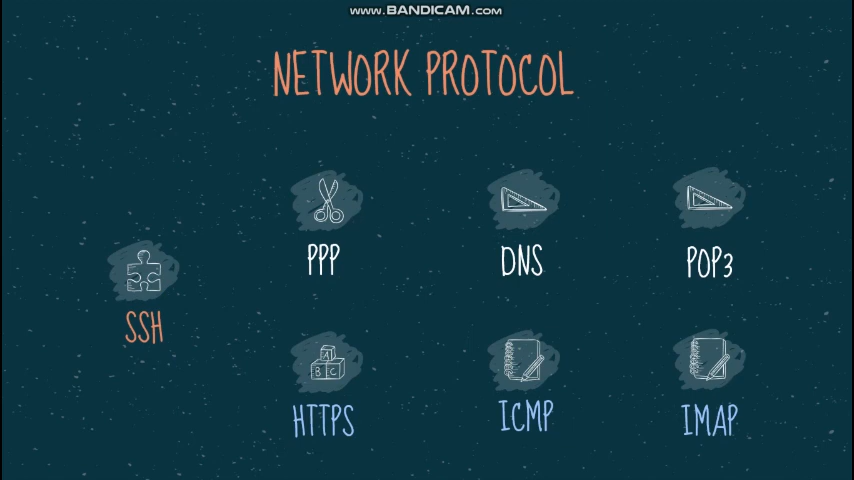 WWW.BANDICAM.COM
NETWORK PROTOCOL
PPP
DNS
POP3
SSH
A
B C
HTTPS
ICMP
IMAP